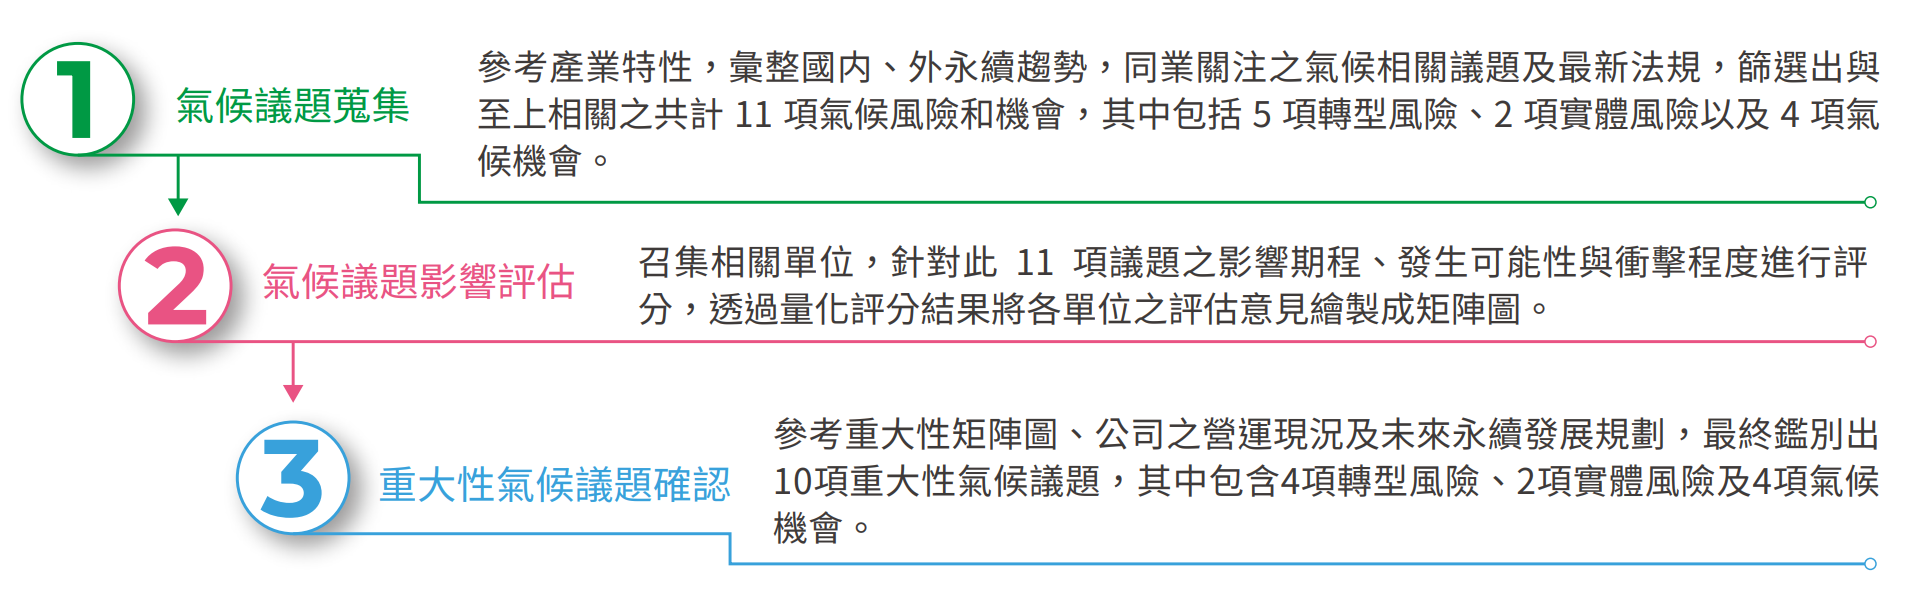 1
氣候議題蒐集
參考產業特性，彙整國內、外永續趨勢，同業關注之氣候相關議題及最新法規，篩選出與
至上相關之共計 11 項氣候風險和機會，其中包括 5 項轉型風險、2 項實體風險以及 4 項氣
候機會。
2
氣候議題影響評估
召集相關單位，針對此 11 項議題之影響期程、發生可能性與衝擊程度進行評
分，透過量化評分結果將各單位之評估意見繪製成矩陣圖。
3
重大性氣候議題確認
參考重大性矩陣圖、公司之營運現況及未來永續發展規劃，最終鑑別出
10項重大性氣候議題，其中包含4項轉型風險、2項實體風險及4項氣候
機會。